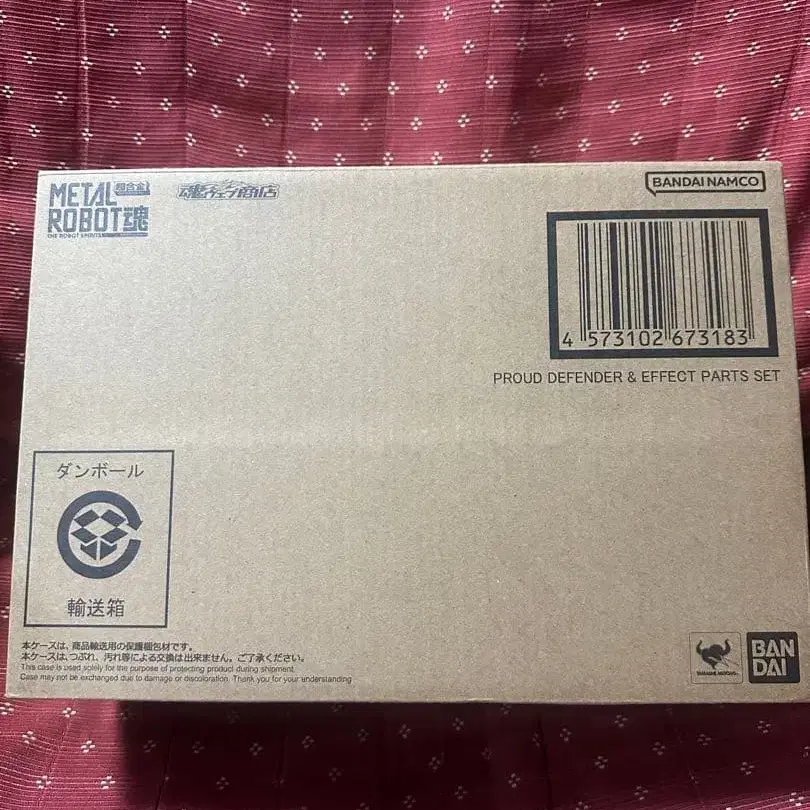 METAL 超合金
ROBOT魂
THE ROBOT SPIRITS
魂ウェブ商店
BANDAI NAMCO
4 573102 673183
PROUD DEFENDER & EFFECT PARTS SET
ダンボール
輸送箱
本ケースは、商品輸送用の保護梱包材です。
本ケースは、つぶれ、汚れ等による交換は出来ません。ご了承ください。
This case is used solely for the purpose of protecting product during shipment.
Case may not be exchanged due to damage or discoloration. Thank you for your understanding
TAMASHII NATIONS
BAN
DAI